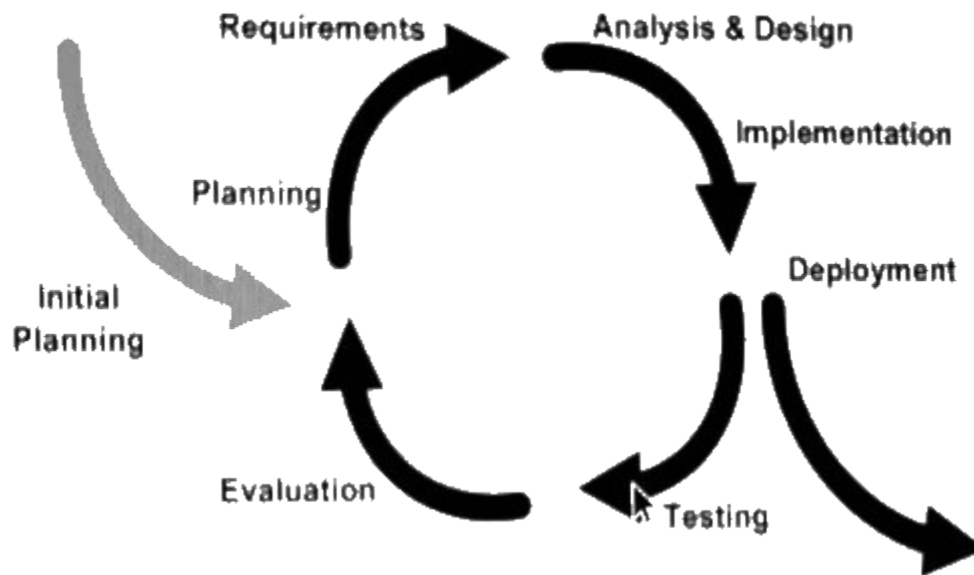 Requirements
Analysis & Design
Implementation
Planning
Deployment
Initial
Planning
Evaluation
Testing